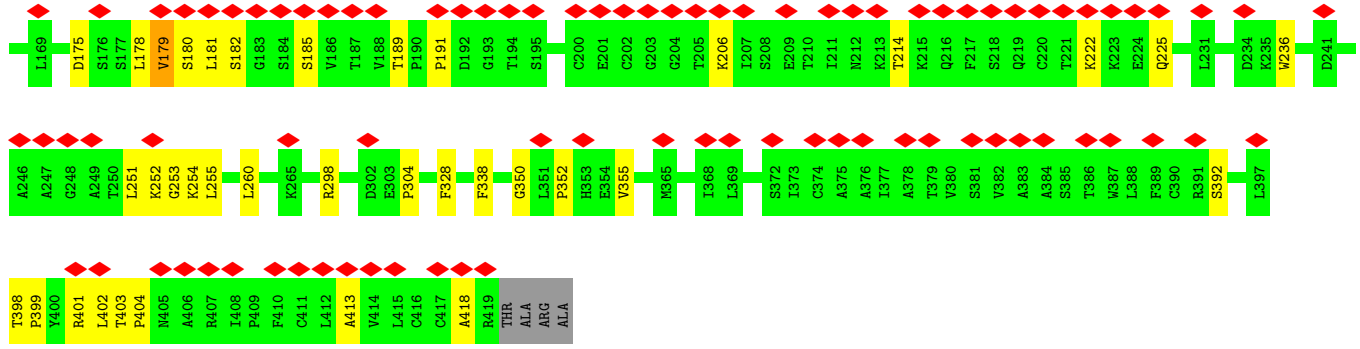 L169 D175 S176 S177 L178 V179 S180 L181 S182 G183 S184 S185 V186 T187 V188 T189 P190 P191 D192 G193 T194 S195 C200 E201 C202 G203 G204 T205 K206 I207 S208 E209 T210 I211 N212 K213 T214 K215 Q216 F217 S218 Q219 C220 T221 K222 K223 E224 Q225 L231 D234 K235 W236 D241
A246 A247 G248 A249 T250 L251 K252 G253 K254 L255 L260 K265 R298 D302 E303 P304 F328 F338 G350 L351 P352 H353 E354 V355 M365 I368 L369 S372 I373 C374 A375 A376 I377 A378 T379 V380 S381 V382 A383 A384 S385 T386 W387 L388 F389 C390 R391 S392 L397
T398 P399 Y400 R401 L402 T403 P404 N405 A406 R407 I408 P409 F410 C411 L412 A413 V414 L415 C416 C417 A418 R419 THR ALA ARG ALA